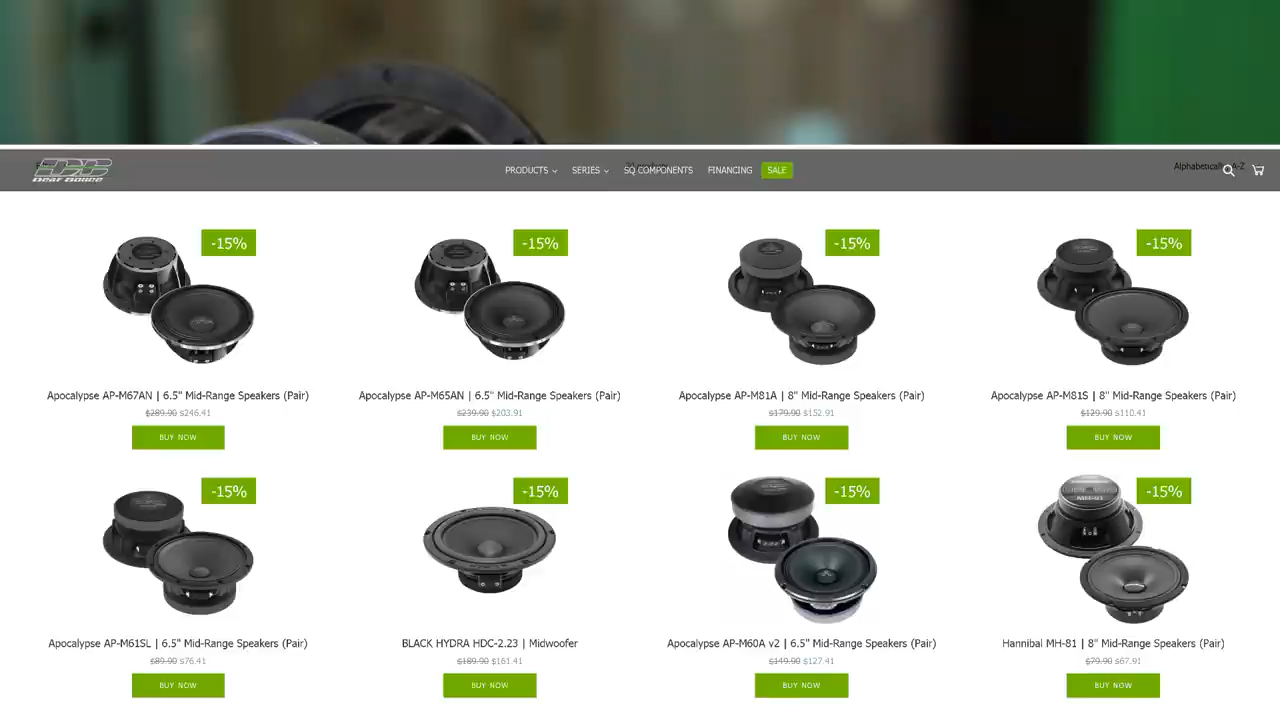 DEAF BONCE
PRODUCTS SERIES SQ COMPONENTS FINANCING SALE
Alphabetically, A-Z
-15% -15% -15% -15%
Apocalypse AP-M67AN | 6.5" Mid-Range Speakers (Pair) Apocalypse AP-M65AN | 6.5" Mid-Range Speakers (Pair) Apocalypse AP-M81A | 8" Mid-Range Speakers (Pair) Apocalypse AP-M81S | 8" Mid-Range Speakers (Pair)
$289.90 $246.41 $239.90 $203.91 $179.90 $152.91 $129.90 $110.41
BUY NOW BUY NOW BUY NOW BUY NOW
-15% -15% -15% -15%
MH-81
Apocalypse AP-M61SL | 6.5" Mid-Range Speakers (Pair) BLACK HYDRA HDC-2.23 | Midwoofer Apocalypse AP-M60A v2 | 6.5" Mid-Range Speakers (Pair) Hannibal MH-81 | 8" Mid-Range Speakers (Pair)
$89.90 $76.41 $189.90 $161.41 $149.90 $127.41 $79.90 $67.91
BUY NOW BUY NOW BUY NOW BUY NOW